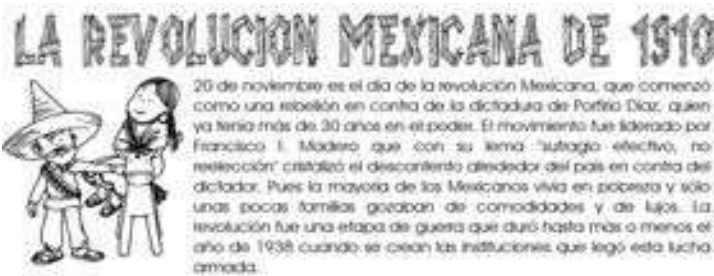 LA REVOLUCION MEXICANA DE 1910
20 de noviembre es el día de la revolución Mexicana, que comenzó
como una rebelión en contra de la dictadura de Porfirio Díaz, quien
ya tenía más de 30 años en el poder. El movimiento fue liderado por
Francisco I. Madero que con su lema "sufragio efectivo, no
reelección" cristalizó el descontento alrededor del país en contra del
dictador. Pues la mayoría de los Mexicanos vivía en pobreza y sólo
unas pocas familias gozaban de comodidades y de lujos. La
revolución fue una etapa de guerra que duró hasta más o menos el
año de 1938 cuando se crean las instituciones que legó esta lucha
armada.